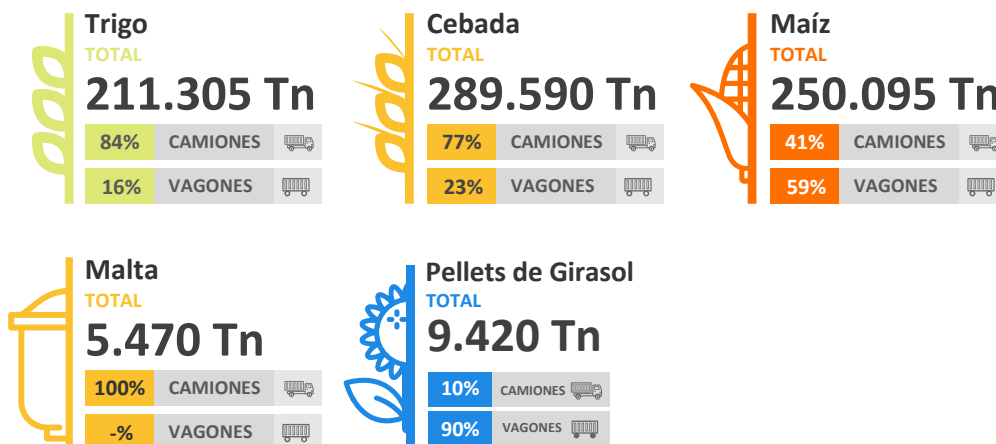 Trigo
TOTAL
211.305 Tn
84% CAMIONES
16% VAGONES
Cebada
TOTAL
289.590 Tn
77% CAMIONES
23% VAGONES
Maíz
TOTAL
250.095 Tn
41% CAMIONES
59% VAGONES
Malta
TOTAL
5.470 Tn
100% CAMIONES
-% VAGONES
Pellets de Girasol
TOTAL
9.420 Tn
10% CAMIONES
90% VAGONES